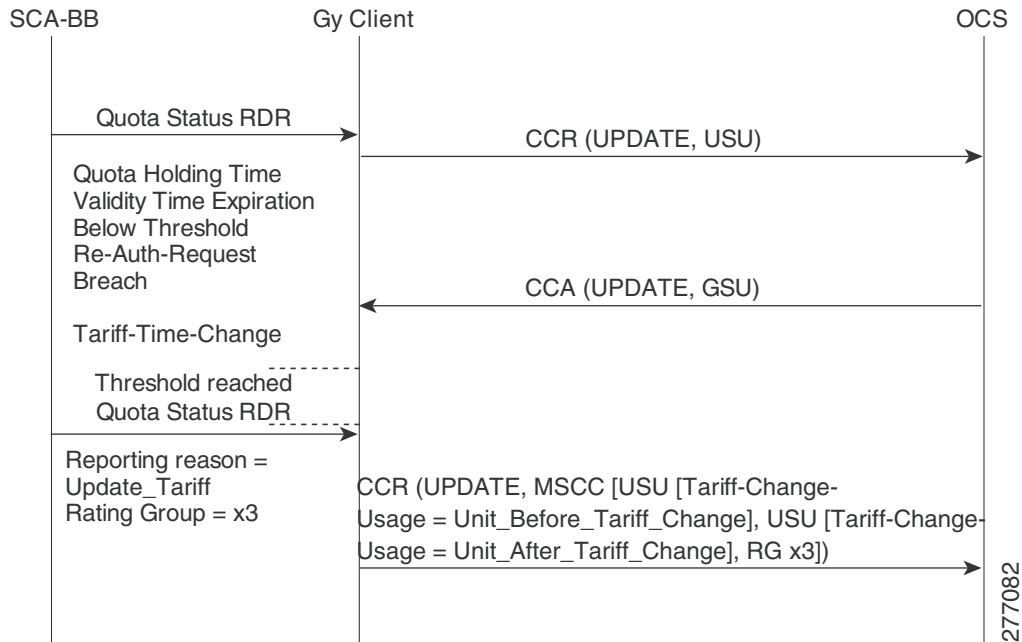 SCA-BB
Gy Client
OCS
Quota Status RDR
CCR (UPDATE, USU)
Quota Holding Time
Validity Time Expiration
Below Threshold
Re-Auth-Request
Breach
CCA (UPDATE, GSU)
Tariff-Time-Change
Threshold reached
Quota Status RDR
Reporting reason =
Update_Tariff
Rating Group = x3
CCR (UPDATE, MSCC [USU [Tariff-Change-
Usage = Unit_Before_Tariff_Change], USU [Tariff-Change-
Usage = Unit_After_Tariff_Change], RG x3])
277082